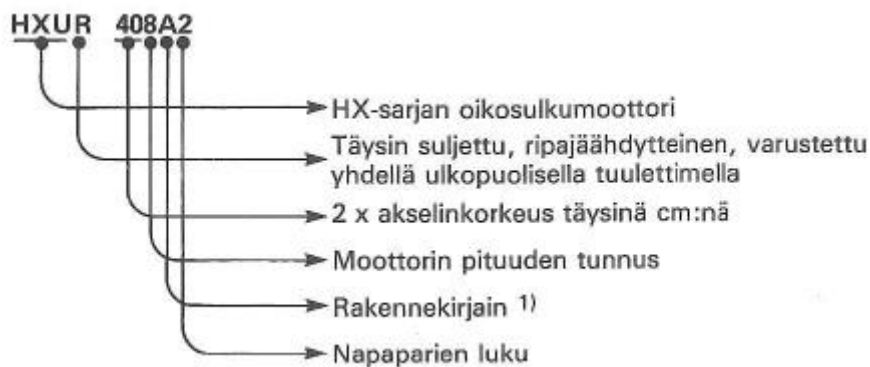 HXUR 408A2
HX-sarjan oikosulkumoottori
Täysin suljettu, ripajäähdytteinen, varustettu
yhdellä ulkopuolisella tuulettimella
2 x akselinkorkeus täysinä cm:nä
Moottorin pituuden tunnus
Rakennekirjain ¹⁾
Napaparien luku